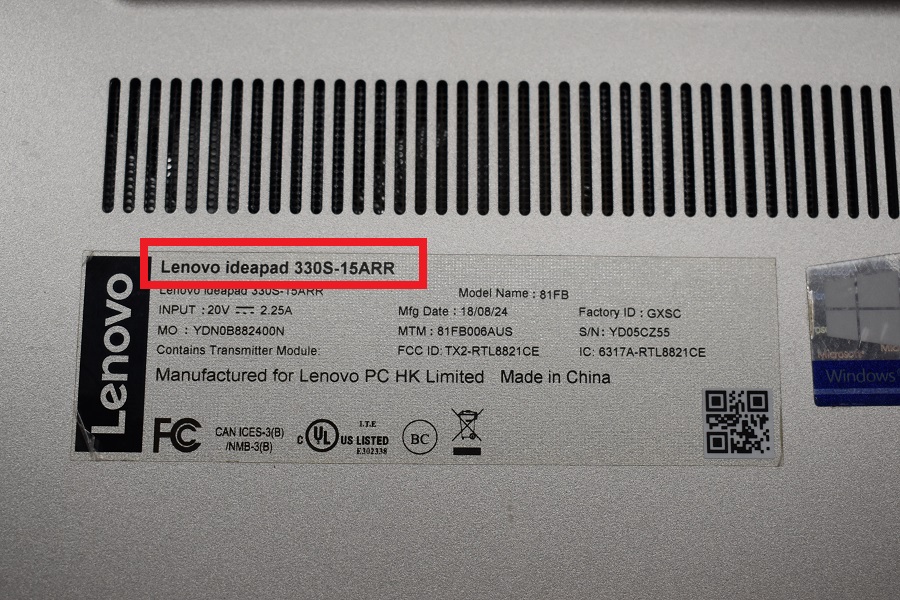 Lenovo
Lenovo ideapad 330S-15ARR
Lenovo ideapad 330S-15ARR
Model Name : 81FB
INPUT : 20V ⎓ 2.25A
Mfg Date : 18/08/24
Factory ID : GXSC
MO : YDN0B882400N
MTM : 81FB006AUS
S/N: YD05CZ55
Contains Transmitter Module:
FCC ID: TX2-RTL8821CE
IC: 6317A-RTL8821CE
Manufactured for Lenovo PC HK Limited Made in China
FC
CAN ICES-3(B)
/NMB-3(B)
c UL US LISTED
I.T.E
E302338
BC
Microsoft
Windows